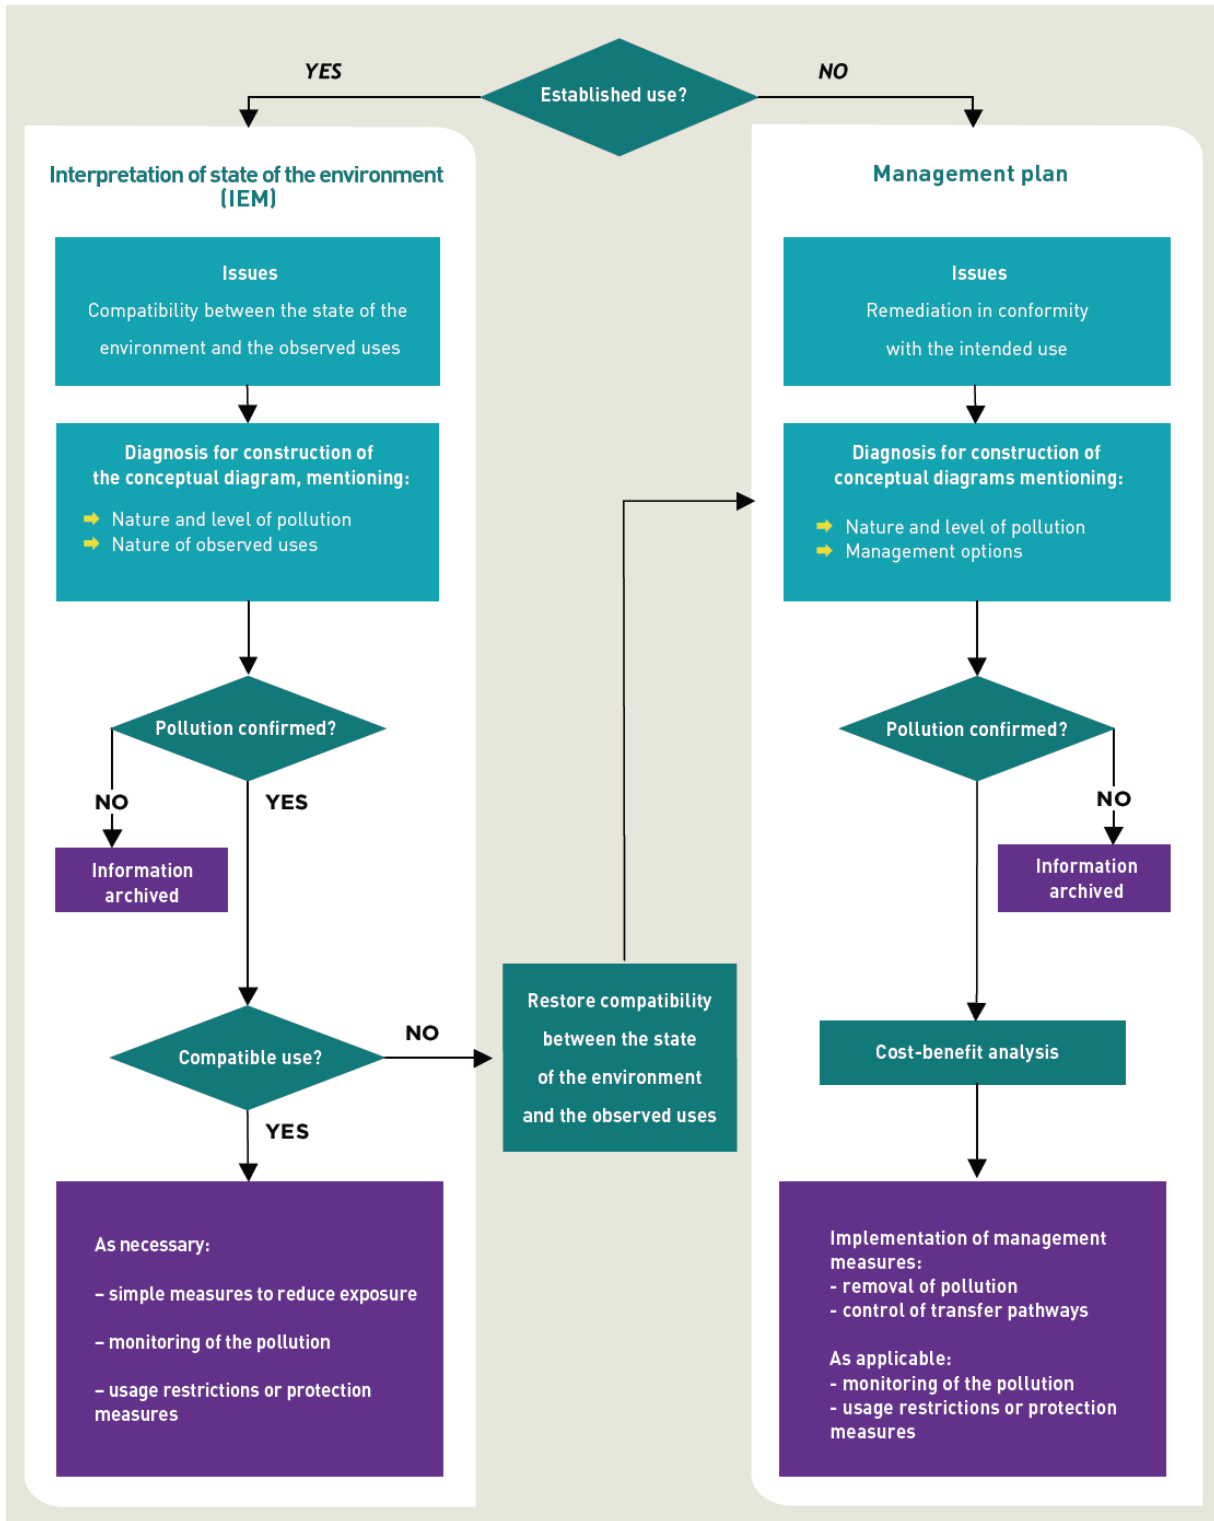 Established use?
YES
NO
Interpretation of state of the environment
(IEM)
Issues
Compatibility between the state of the
environment and the observed uses
Diagnosis for construction of
the conceptual diagram, mentioning:
Nature and level of pollution
Nature of observed uses
Pollution confirmed?
NO
YES
Information
archived
Compatible use?
NO
YES
As necessary:
– simple measures to reduce exposure
– monitoring of the pollution
– usage restrictions or protection
measures
Restore compatibility
between the state
of the environment
and the observed uses
Management plan
Issues
Remediation in conformity
with the intended use
Diagnosis for construction of
conceptual diagrams mentioning:
Nature and level of pollution
Management options
Pollution confirmed?
NO
Information
archived
Cost-benefit analysis
Implementation of management
measures:
- removal of pollution
- control of transfer pathways
As applicable:
- monitoring of the pollution
- usage restrictions or protection
measures